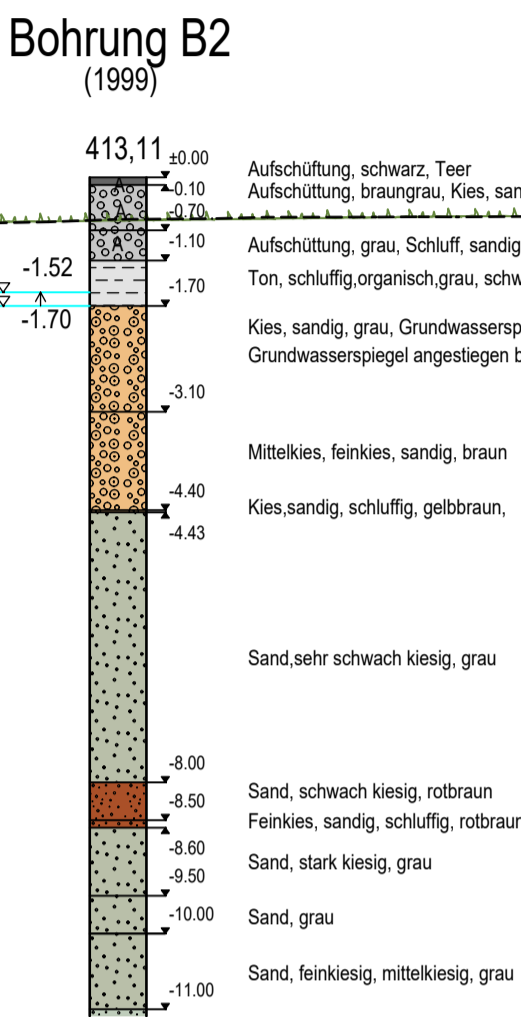 Bohrung B2
(1999)
413,11
±0.00
Aufschüftung, schwarz, Teer
A
-0.10
Aufschüttung, braungrau, Kies,
A
-0.70
A
-1.10
Aufschüttung, grau, Schluff, sandig
-1.52
Ton, schluffig,organisch,grau,
-1.70
-1.70
Kies, sandig, grau,
Grundwasserspiegel angestiegen
-3.10
Mittelkies, feinkies, sandig, braun
-4.40
Kies,sandig, schluffig, gelbbraun,
-4.43
Sand,sehr schwach kiesig, grau
-8.00
Sand, schwach kiesig, rotbraun
-8.50
Feinkies, sandig, schluffig,
-8.60
Sand, stark kiesig, grau
-9.50
-10.00
Sand, grau
Sand, feinkiesig, mittelkiesig, grau
-11.00